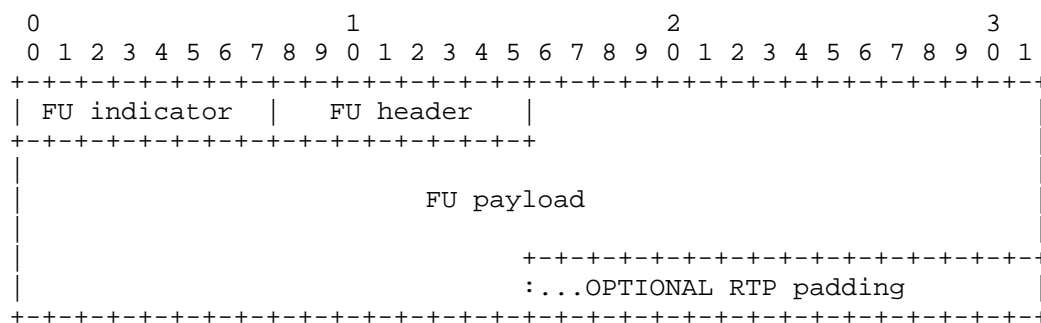 0                   1                   2                   3
 0 1 2 3 4 5 6 7 8 9 0 1 2 3 4 5 6 7 8 9 0 1 2 3 4 5 6 7 8 9 0 1
+-+-+-+-+-+-+-+-+-+-+-+-+-+-+-+-+-+-+-+-+-+-+-+-+-+-+-+-+-+-+-+-+
| FU indicator  |   FU header   |                               |
+-+-+-+-+-+-+-+-+-+-+-+-+-+-+-+-+                               |
|                                                               |
|                         FU payload                            |
|                                                               |
|                               +-+-+-+-+-+-+-+-+-+-+-+-+-+-+-+-+
|                               :...OPTIONAL RTP padding        |
+-+-+-+-+-+-+-+-+-+-+-+-+-+-+-+-+-+-+-+-+-+-+-+-+-+-+-+-+-+-+-+-+